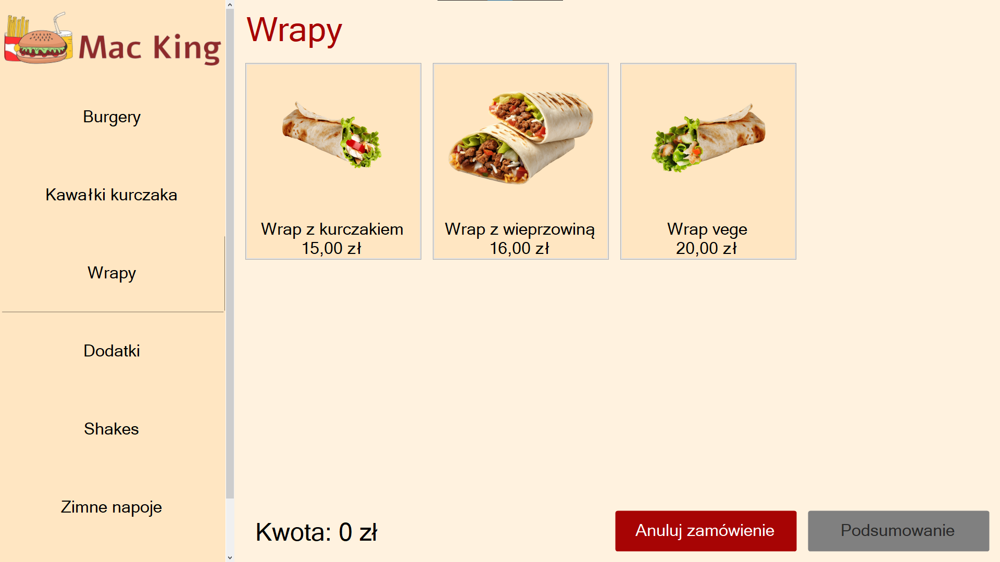 Mac King
Burgery
Kawałki kurczaka
Wrapy
Dodatki
Shakes
Zimne napoje
Wrapy
Wrap z kurczakiem
15,00 zł
Wrap z wieprzowiną
16,00 zł
Wrap vege
20,00 zł
Kwota: 0 zł
Anuluj zamówienie
Podsumowanie